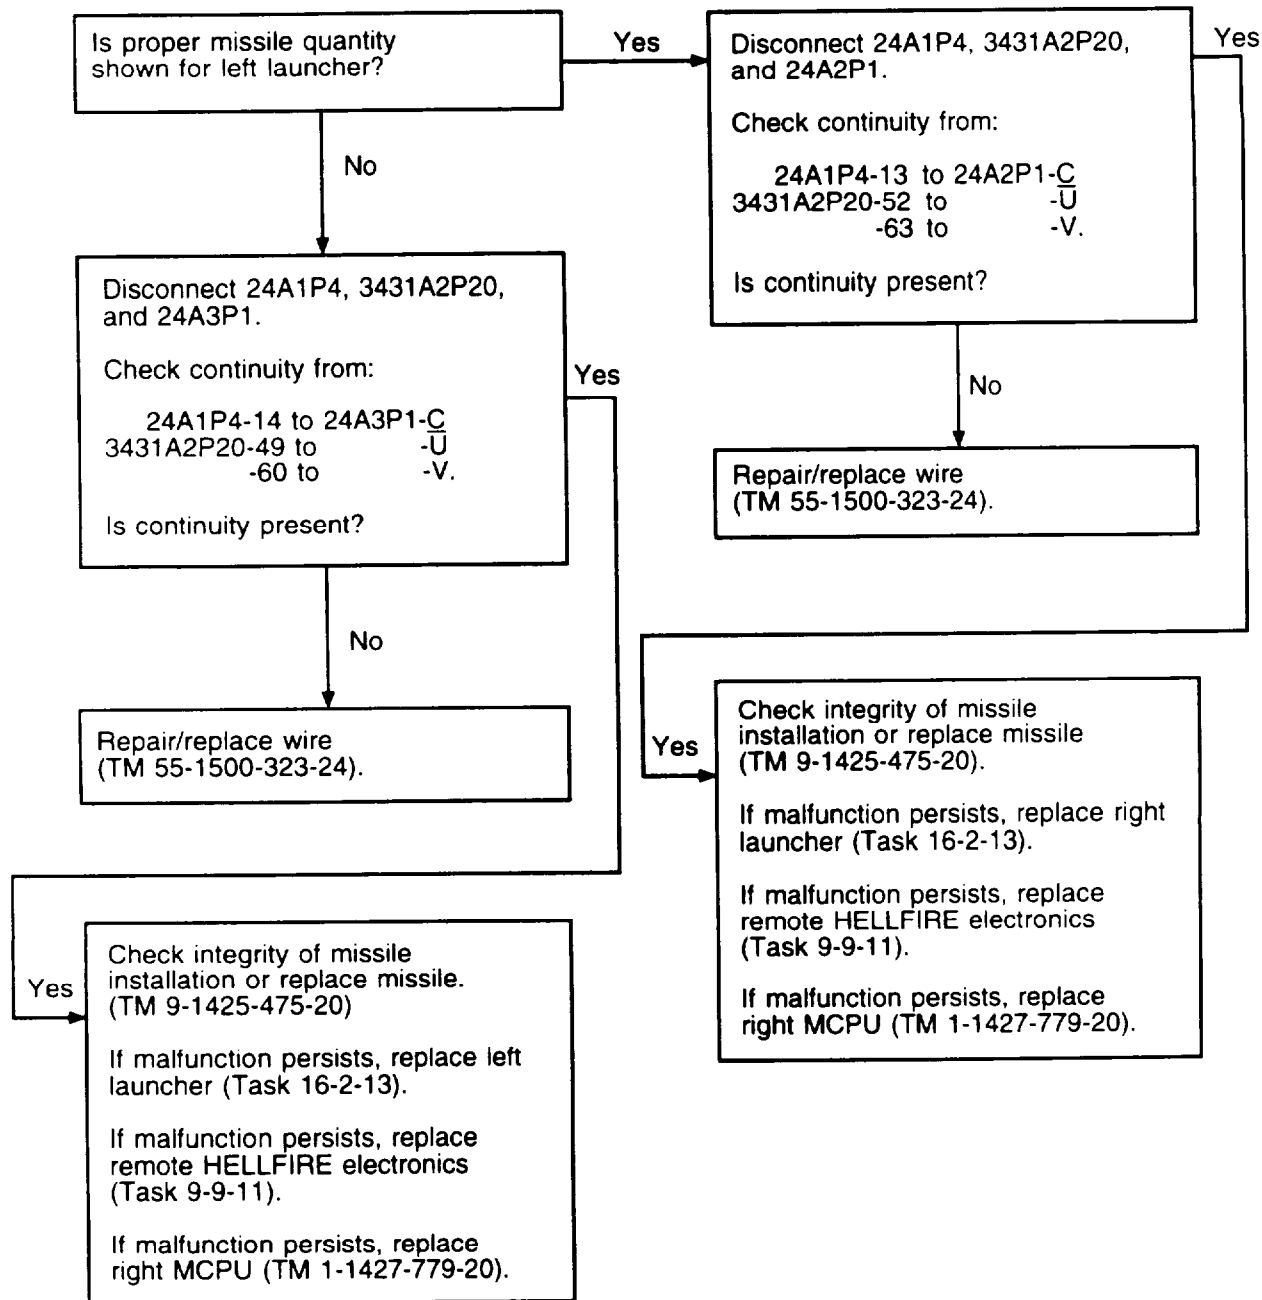 Is proper missile quantity
shown for left launcher?
Yes
No
Disconnect 24A1P4, 3431A2P20,
and 24A2P1.
Check continuity from:
24A1P4-13 to 24A2P1-C
3431A2P20-52 to -U
-63 to -V.
Is continuity present?
Yes
No
Repair/replace wire
(TM 55-1500-323-24).
Disconnect 24A1P4, 3431A2P20,
and 24A3P1.
Check continuity from:
24A1P4-14 to 24A3P1-C
3431A2P20-49 to -U
-60 to -V.
Is continuity present?
Yes
No
Repair/replace wire
(TM 55-1500-323-24).
Yes
Check integrity of missile
installation or replace missile
(TM 9-1425-475-20).
If malfunction persists, replace right
launcher (Task 16-2-13).
If malfunction persists, replace
remote HELLFIRE electronics
(Task 9-9-11).
If malfunction persists, replace
right MCPU (TM 1-1427-779-20).
Yes
Check integrity of missile
installation or replace missile.
(TM 9-1425-475-20)
If malfunction persists, replace left
launcher (Task 16-2-13).
If malfunction persists, replace
remote HELLFIRE electronics
(Task 9-9-11).
If malfunction persists, replace
right MCPU (TM 1-1427-779-20).